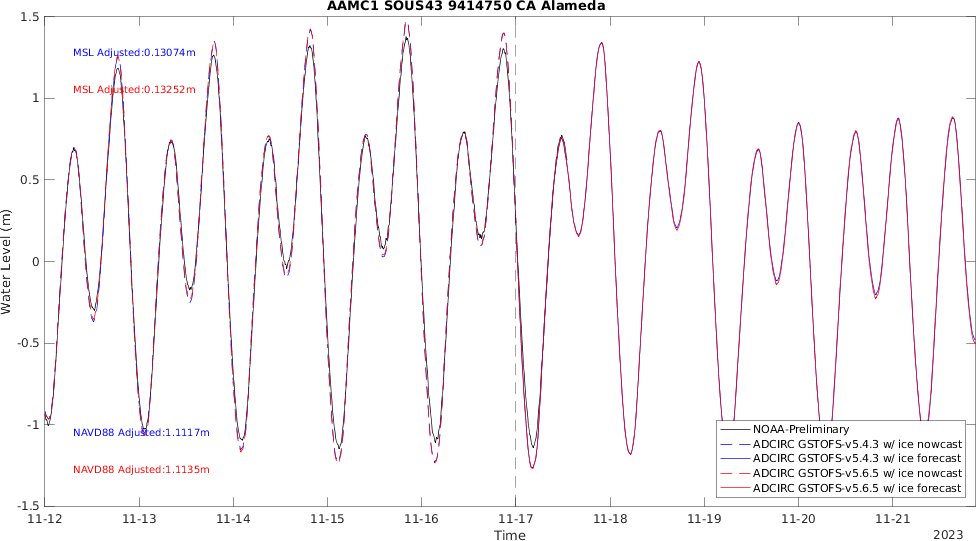 AAMC1 SOUS43 9414750 CA Alameda
1.5
1
0.5
0
-0.5
-1
-1.5
Water Level (m)
MSL Adjusted:0.13074m
MSL Adjusted:0.13252m
NAVD88 Adjusted:1.1117m
NAVD88 Adjusted:1.1135m
NOAA-Preliminary
ADCIRC GSTOFS-v5.4.3 w/ ice nowcast
ADCIRC GSTOFS-v5.4.3 w/ ice forecast
ADCIRC GSTOFS-v5.6.5 w/ ice nowcast
ADCIRC GSTOFS-v5.6.5 w/ ice forecast
11-12 11-13 11-14 11-15 11-16 11-17 11-18 11-19 11-20 11-21
Time
2023